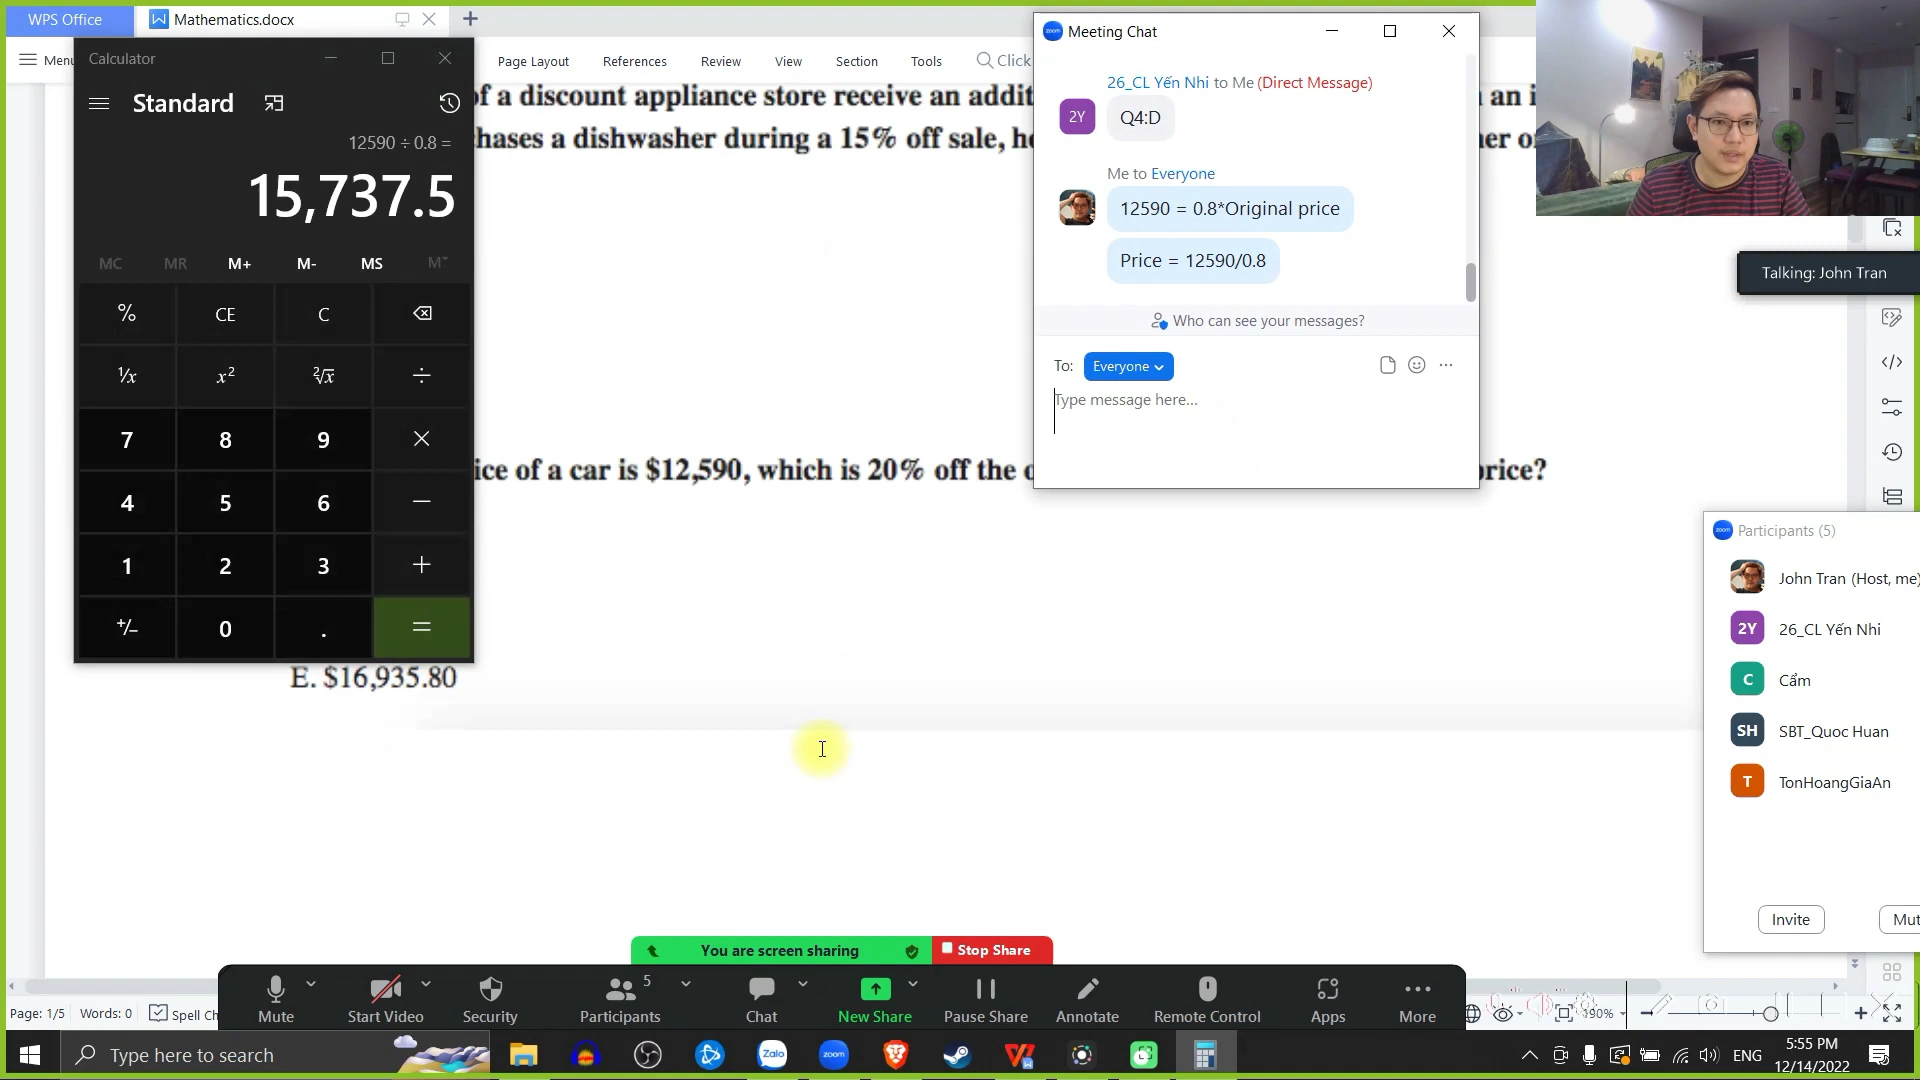 WPS Office
Mathematics.docx
Menu
Page Layout
References
Review
View
Section
Tools
Click
Calculator
Standard
12590 ÷ 0.8 =
15,737.5
MC MR M+ M- MS M˅
% CE C
⅟x x² ²√x ÷
7 8 9 ×
4 5 6 −
1 2 3 +
+/− 0 . =
of a discount appliance store receive an addit
an i
chases a dishwasher during a 15% off sale, ho
ner o
ice of a car is $12,590, which is 20% off the o
price?
E. $16,935.80
Meeting Chat
26_CL Yến Nhi to Me (Direct Message)
2Y
Q4:D
Me to Everyone
12590 = 0.8*Original price
Price = 12590/0.8
Who can see your messages?
To: Everyone
Type message here...
Talking: John Tran
Participants (5)
John Tran (Host, me)
2Y 26_CL Yến Nhi
C Cẩm
SH SBT_Quoc Huan
T TonHoangGiaAn
Invite
Mut
You are screen sharing
Stop Share
Mute
Start Video
Security
5
Participants
Chat
New Share
Pause Share
Annotate
Remote Control
Apps
More
Page: 1/5
Words: 0
Spell Ch
190%
Type here to search
Zalo
zoom
ENG
5:55 PM
12/14/2022